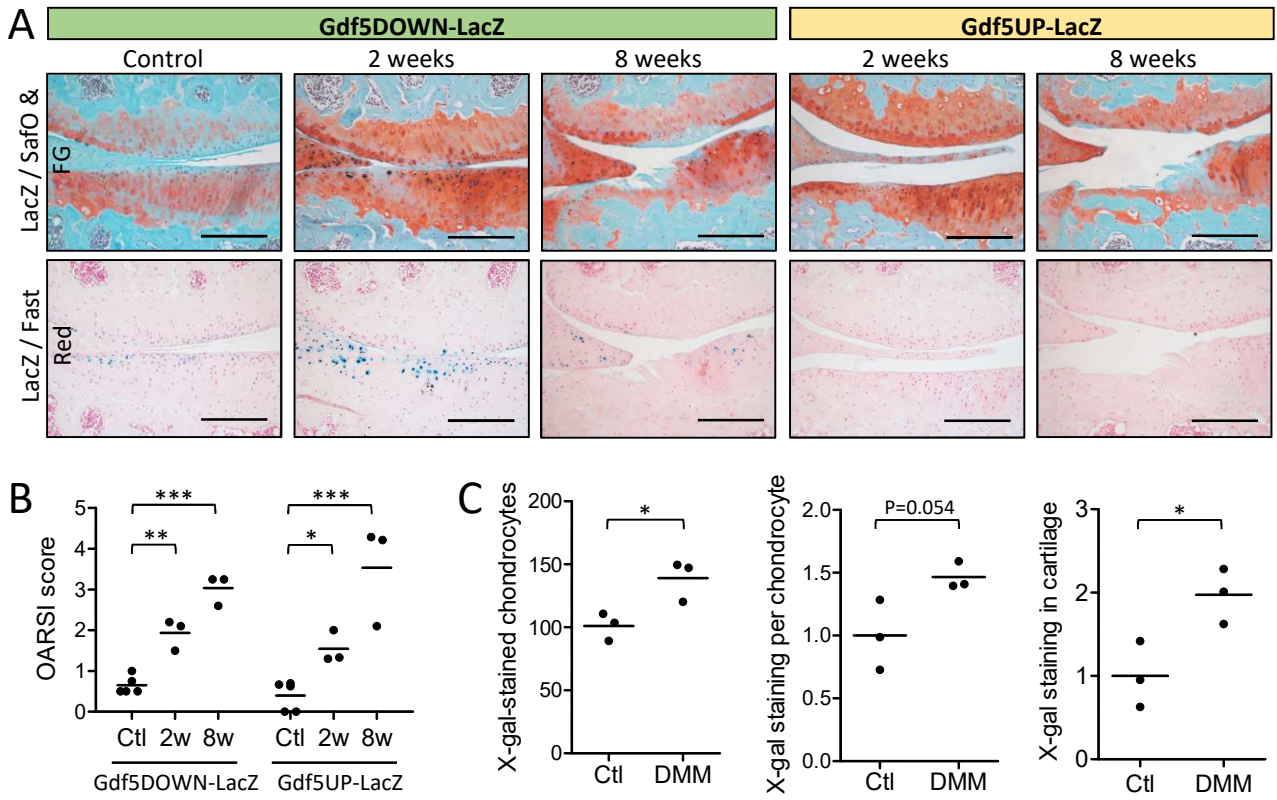 A
Gdf5DOWN-LacZ
Gdf5UP-LacZ
Control
2 weeks
8 weeks
2 weeks
8 weeks
LacZ / SafO &
FG
LacZ / Fast
Red
B
OARSI score
5
4
3
2
1
0
***
**
***
*
Ctl 2w 8w Ctl 2w 8w
Gdf5DOWN-LacZ Gdf5UP-LacZ
C
X-gal-stained chondrocytes
200
150
100
50
0
*
Ctl DMM
X-gal staining per chondrocyte
2.0
1.5
1.0
0.5
0.0
P=0.054
Ctl DMM
X-gal staining in cartilage
3
2
1
0
*
Ctl DMM